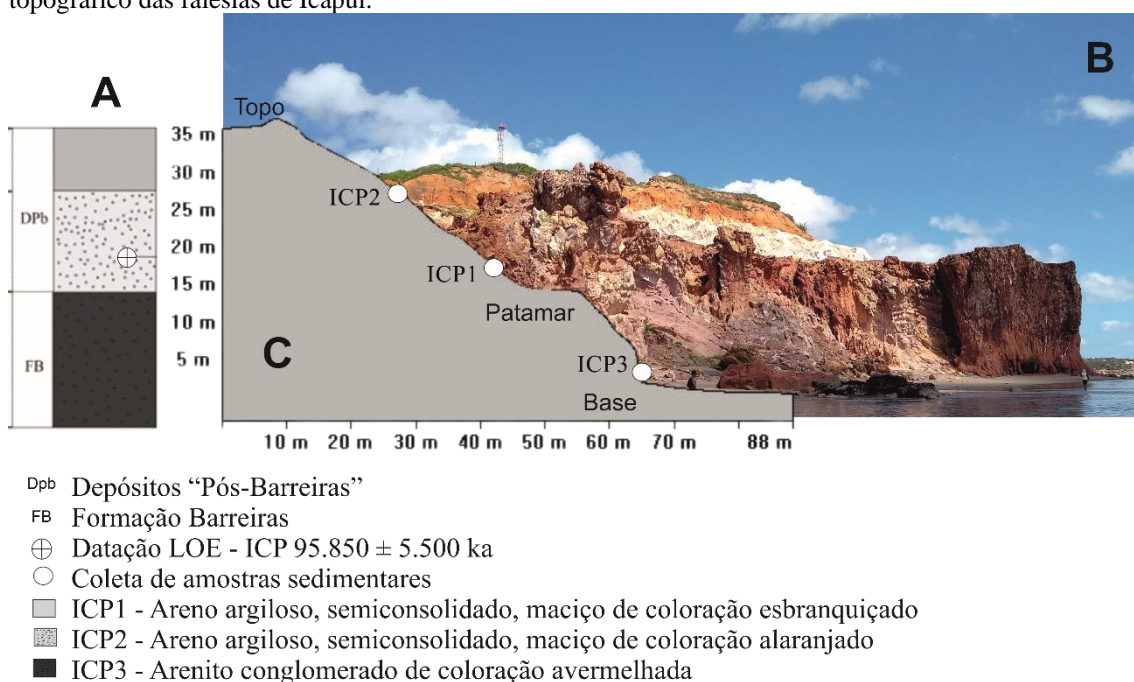 topográfico das falésias de Icapuí.
A
B
Topo
35 m
30 m
ICP2
25 m
DPb
20 m
ICP1
15 m
Patamar
10 m
C
ICP3
5 m
FB
Base
10 m 20 m 30 m 40 m 50 m 60 m 70 m 88 m
Dpb Depósitos “Pós-Barreiras”
FB Formação Barreiras
Datação LOE - ICP 95.850 ± 5.500 ka
Coleta de amostras sedimentares
ICP1 - Areno argiloso, semiconsolidado, maciço de coloração esbranquiçado
ICP2 - Areno argiloso, semiconsolidado, maciço de coloração alaranjado
ICP3 - Arenito conglomerado de coloração avermelhada